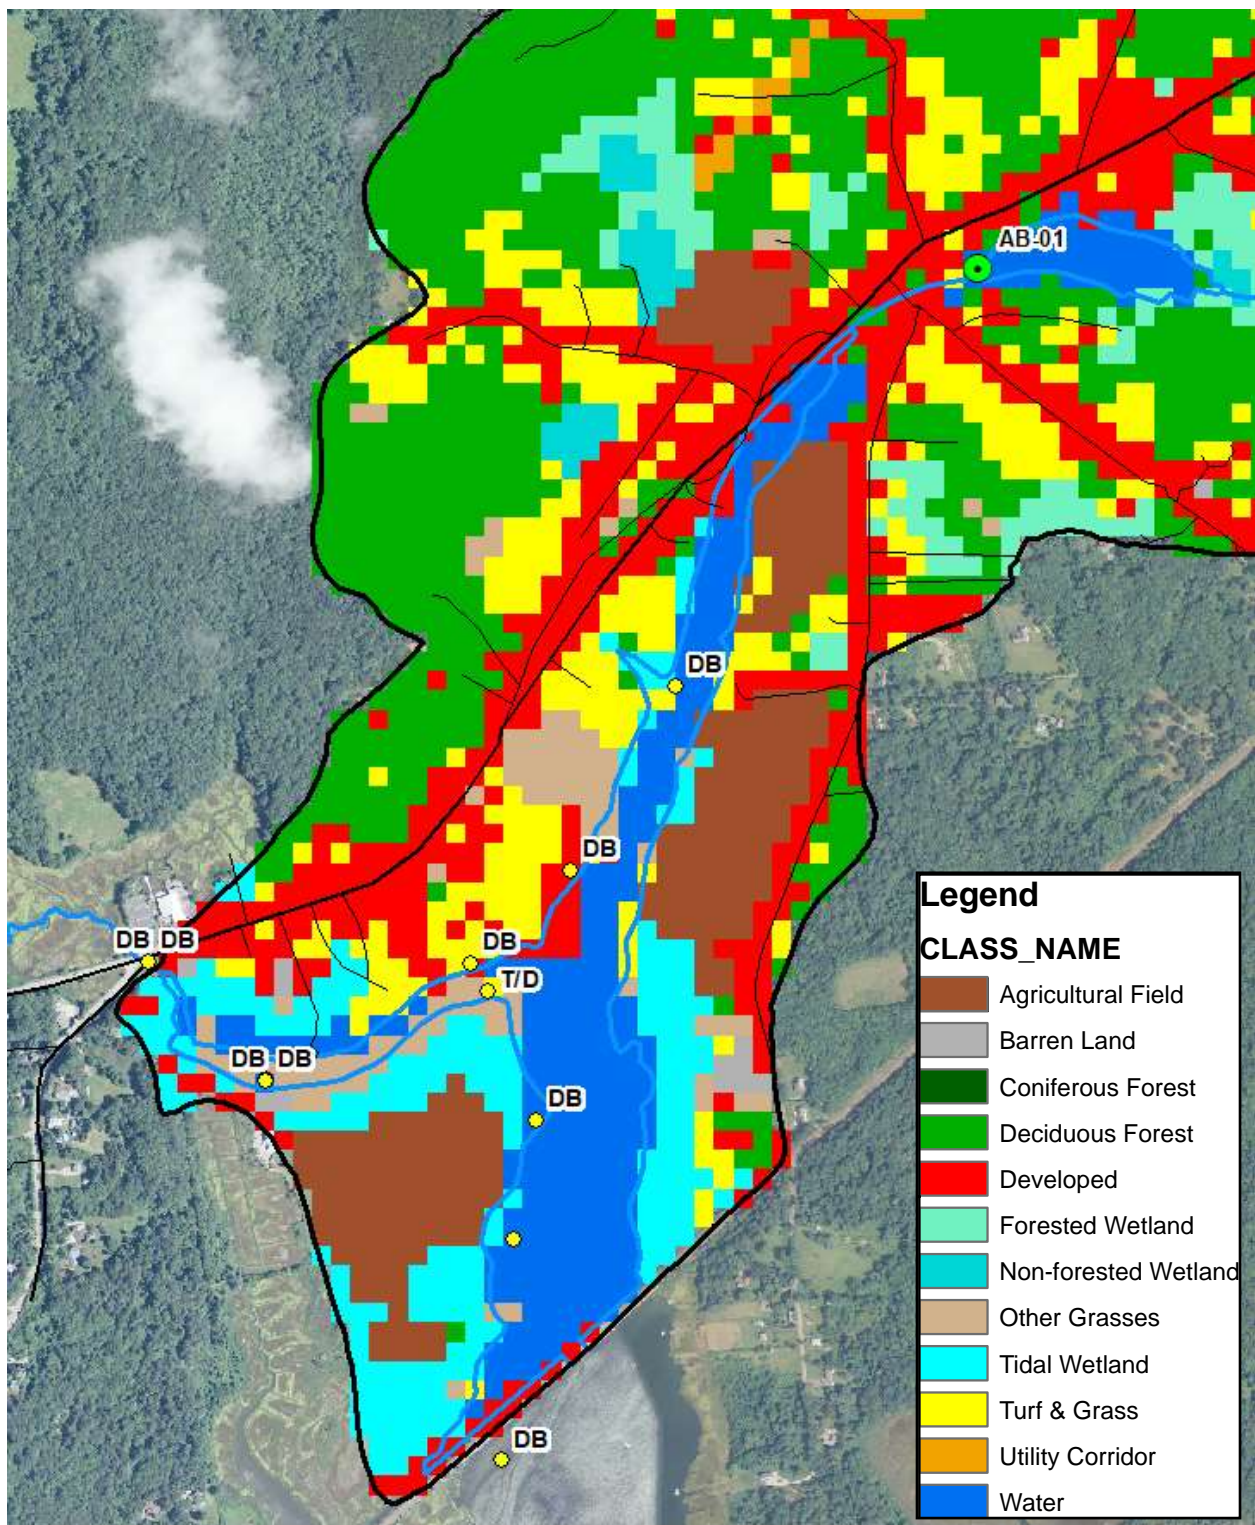 AB-01
DB
DB
DB DB
DB
T/D
DB DB
DB
DB
Legend
CLASS_NAME
Agricultural Field
Barren Land
Coniferous Forest
Deciduous Forest
Developed
Forested Wetland
Non-forested Wetland
Other Grasses
Tidal Wetland
Turf & Grass
Utility Corridor
Water